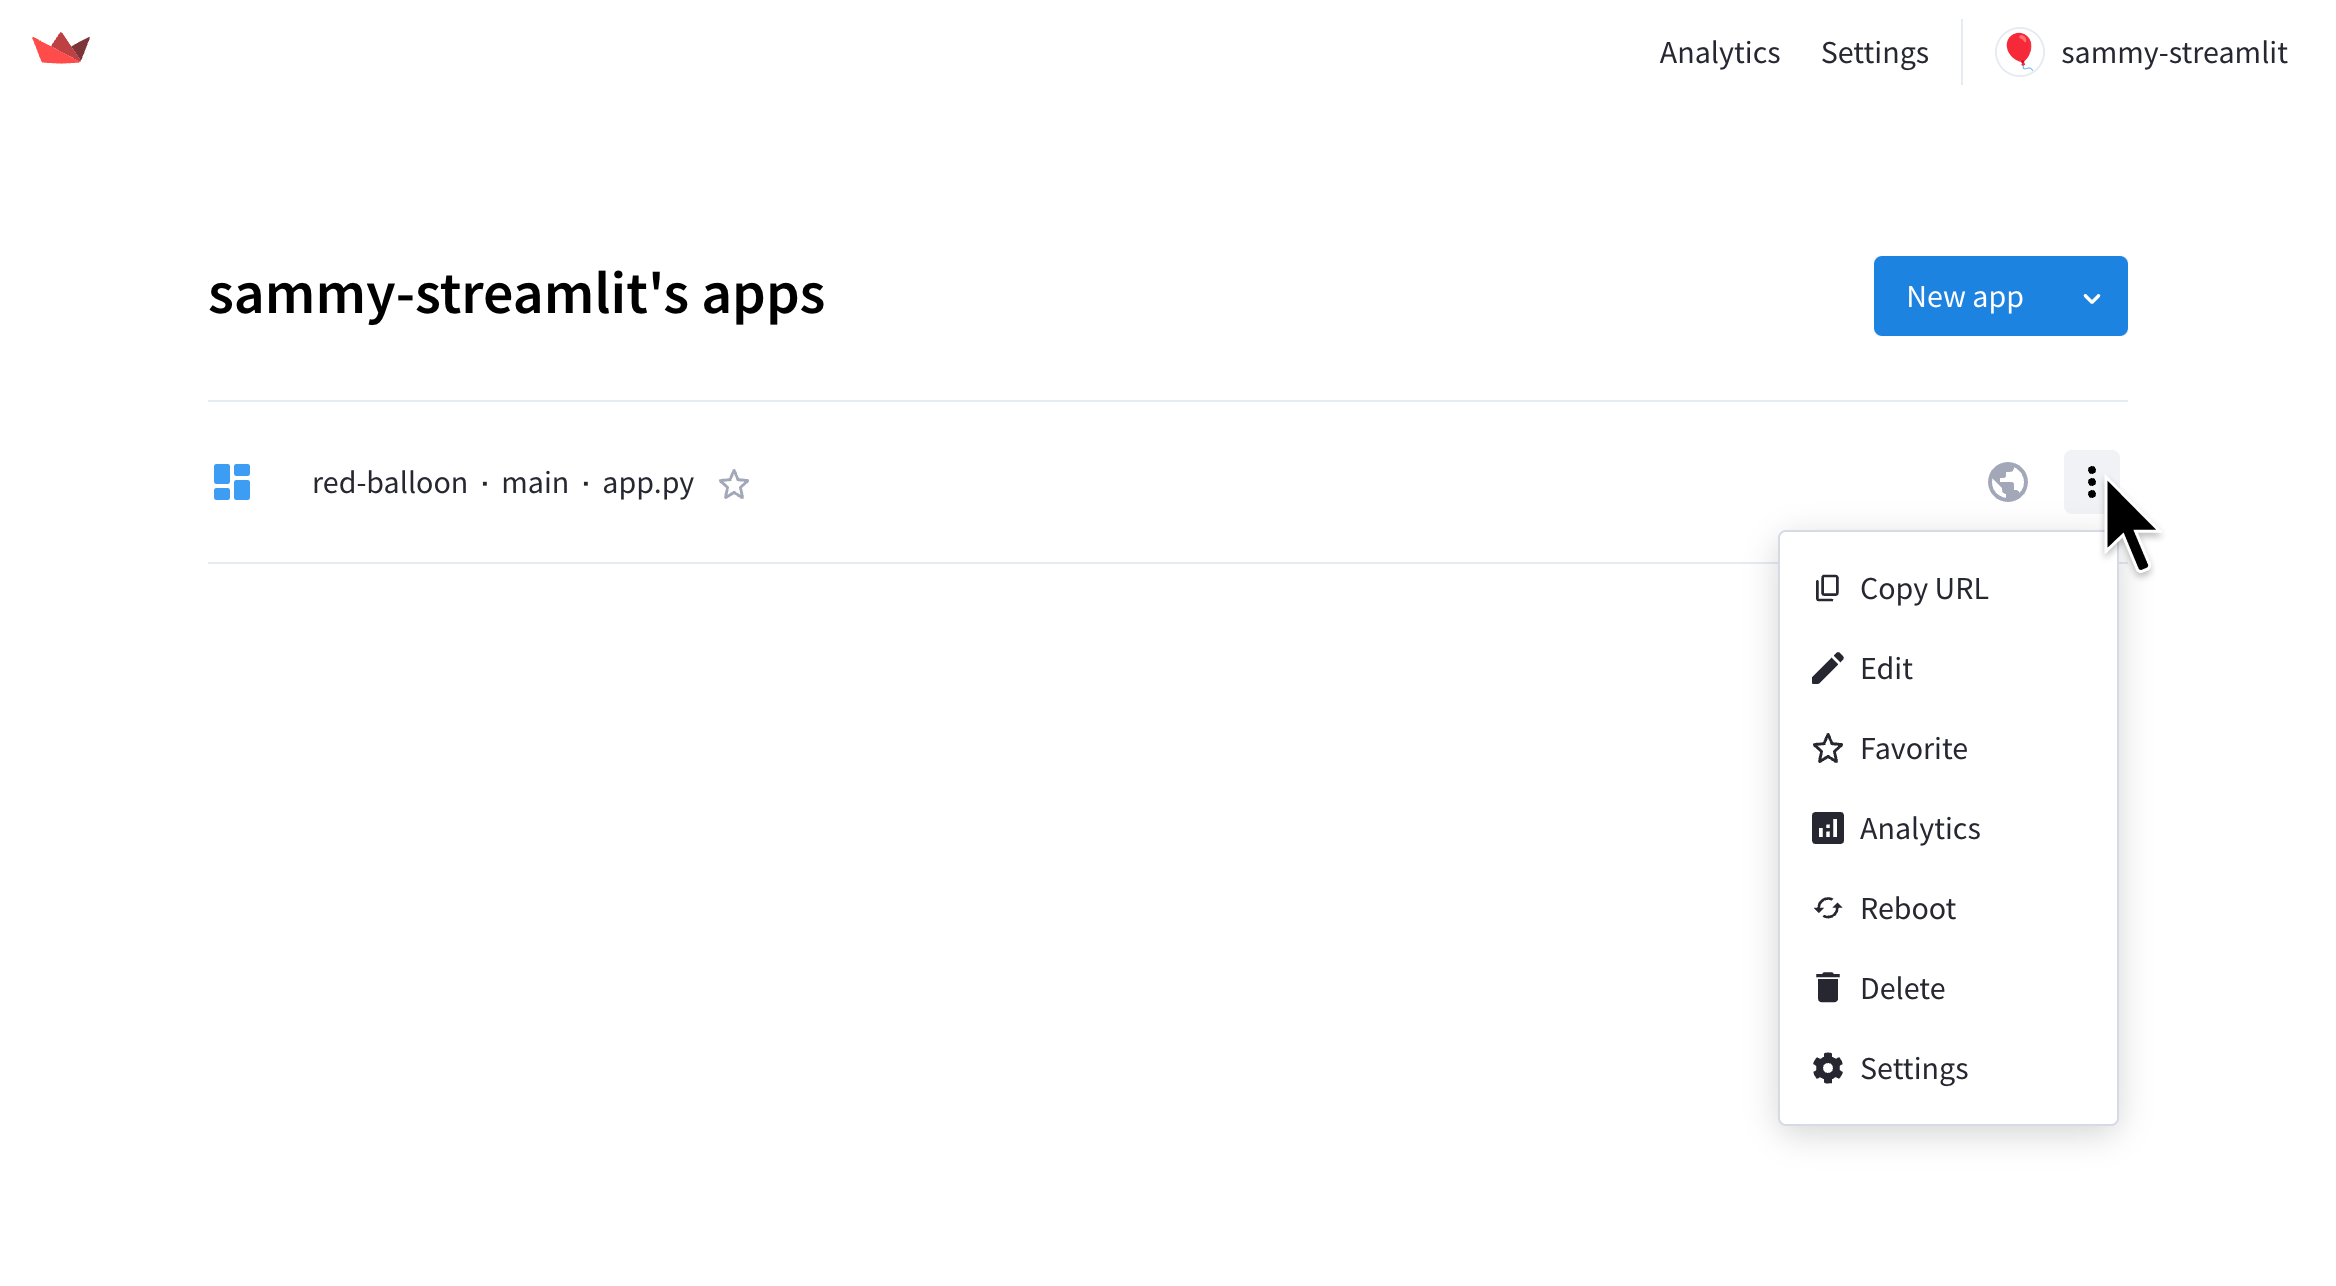 Analytics Settings sammy-streamlit
sammy-streamlit's apps
New app
red-balloon · main · app.py
Copy URL
Edit
Favorite
Analytics
Reboot
Delete
Settings